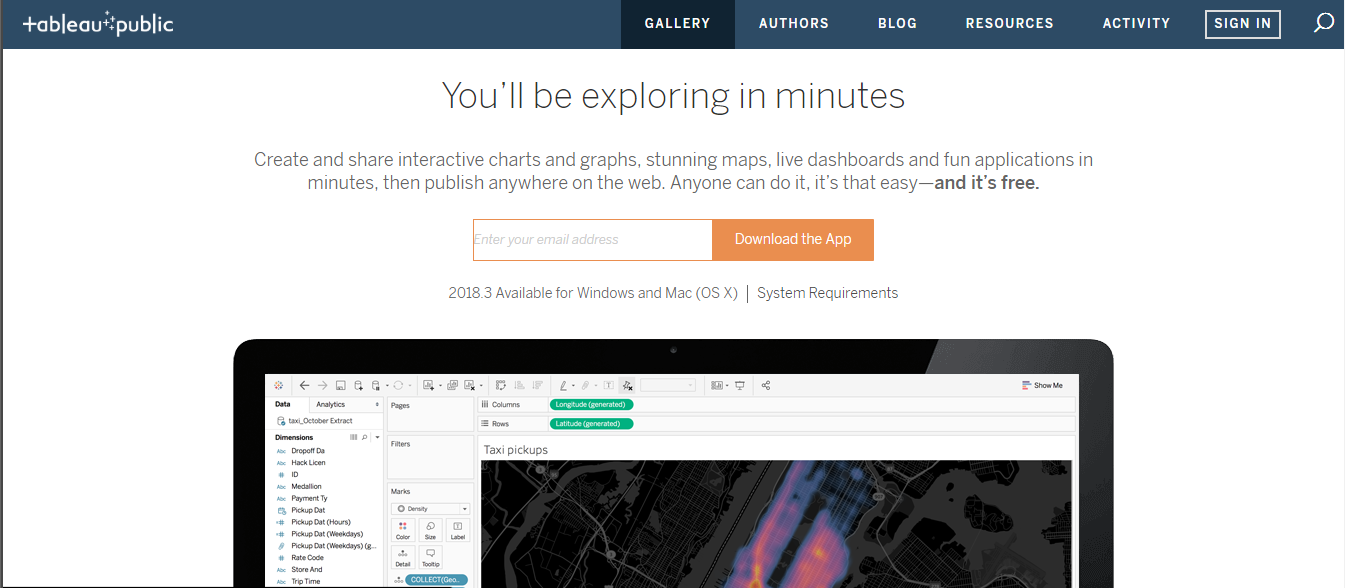 tableau public
GALLERY
AUTHORS
BLOG
RESOURCES
ACTIVITY
SIGN IN
You’ll be exploring in minutes
Create and share interactive charts and graphs, stunning maps, live dashboards and fun applications in
minutes, then publish anywhere on the web. Anyone can do it, it’s that easy—and it’s free.
Enter your email address
Download the App
2018.3 Available for Windows and Mac (OS X) | System Requirements
Show Me
Data
Analytics
Pages
Columns
Longitude (generated)
taxi_October Extract
Rows
Latitude (generated)
Dimensions
Filters
Taxi pickups
Abc Dropoff Da
Abc Hack Licen
# ID
Abc Medallion
Abc Payment Ty
Pickup Dat
Pickup Dat (Hours)
Pickup Dat (Weekdays)
Pickup Dat (Weekdays) (g...
# Rate Code
Abc Store And
Abc Trip Time
Marks
Density
Color
Size
Label
Detail
Tooltip
COLLECT(Geo..